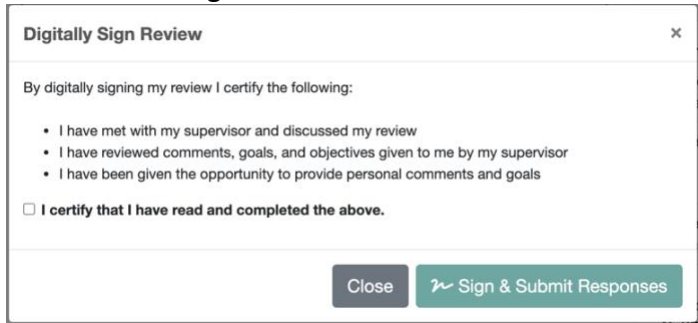 Digitally Sign Review ×
By digitally signing my review I certify the following:
• I have met with my supervisor and discussed my review
• I have reviewed comments, goals, and objectives given to me by my supervisor
• I have been given the opportunity to provide personal comments and goals
I certify that I have read and completed the above.
Close Sign & Submit Responses